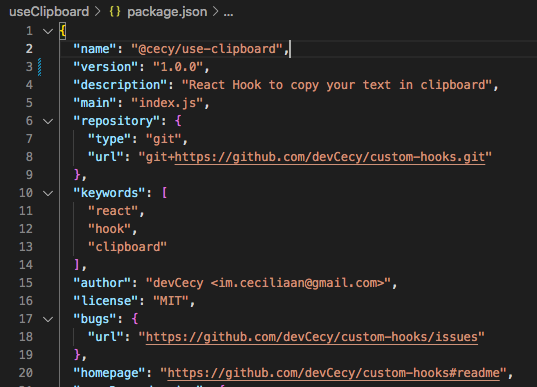 useClipboard > {} package.json > ...
1 {
2 "name": "@cecy/use-clipboard",
3 "version": "1.0.0",
4 "description": "React Hook to copy your text in clipboard",
5 "main": "index.js",
6 "repository": {
7 "type": "git",
8 "url": "git+https://github.com/devCecy/custom-hooks.git"
9 },
10 "keywords": [
11 "react",
12 "hook",
13 "clipboard"
14 ],
15 "author": "devCecy <im.ceciliaan@gmail.com>",
16 "license": "MIT",
17 "bugs": {
18 "url": "https://github.com/devCecy/custom-hooks/issues"
19 },
20 "homepage": "https://github.com/devCecy/custom-hooks#readme",